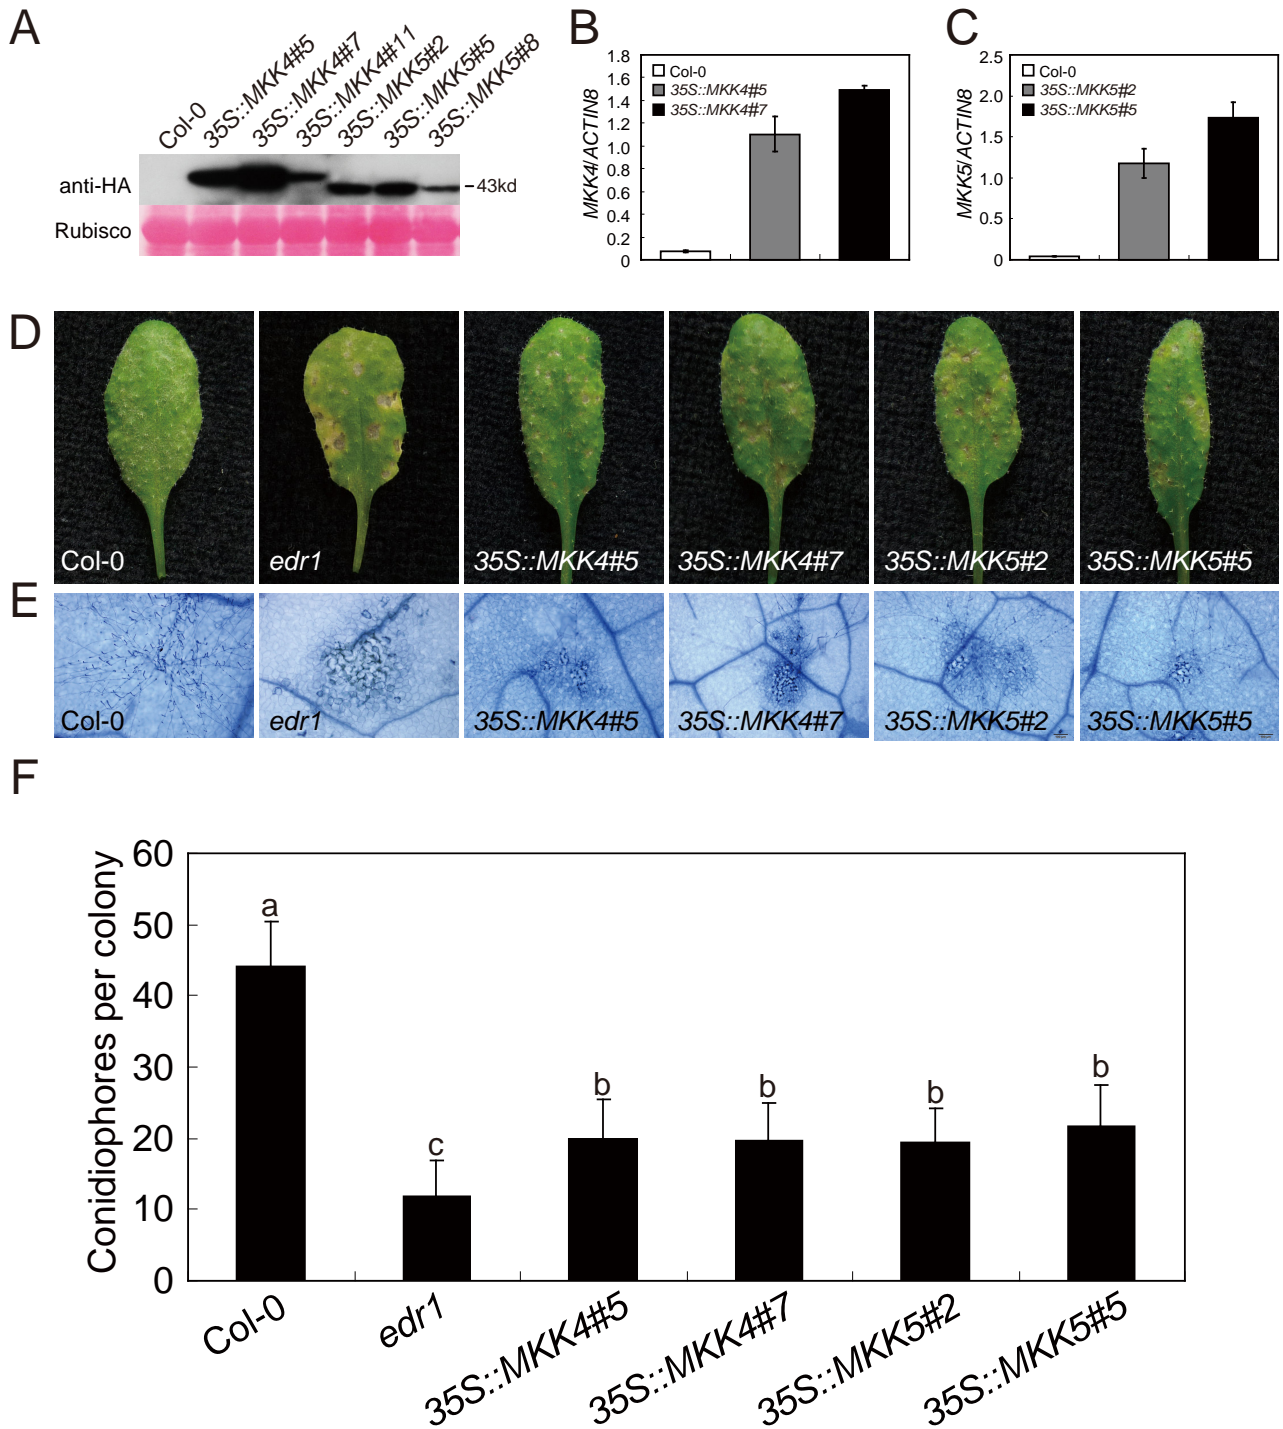 A
Col-0
35S::MKK4#5
35S::MKK4#7
35S::MKK4#11
35S::MKK5#2
35S::MKK5#5
35S::MKK5#8
anti-HA
43kd
Rubisco
B
MKK4/ACTIN8
1.8
1.6
1.4
1.2
1.0
0.8
0.6
0.4
0.2
0
Col-0
35S::MKK4#5
35S::MKK4#7
C
MKK5/ACTIN8
2.5
2.0
1.5
1.0
0.5
0
Col-0
35S::MKK5#2
35S::MKK5#5
D
Col-0
edr1
35S::MKK4#5
35S::MKK4#7
35S::MKK5#2
35S::MKK5#5
E
Col-0
edr1
35S::MKK4#5
35S::MKK4#7
35S::MKK5#2
35S::MKK5#5
F
Conidiophores per colony
60
50
40
30
20
10
0
a
c
b
b
b
b
Col-0
edr1
35S::MKK4#5
35S::MKK4#7
35S::MKK5#2
35S::MKK5#5